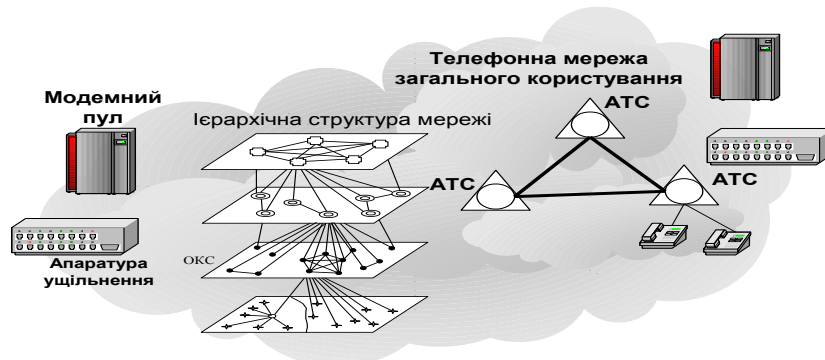 Телефонна мережа
загального користування
АТС
Модемний
пул
Ієрархічна структура мережі
АТС
АТС
ОКС
Апаратура
ущільнення